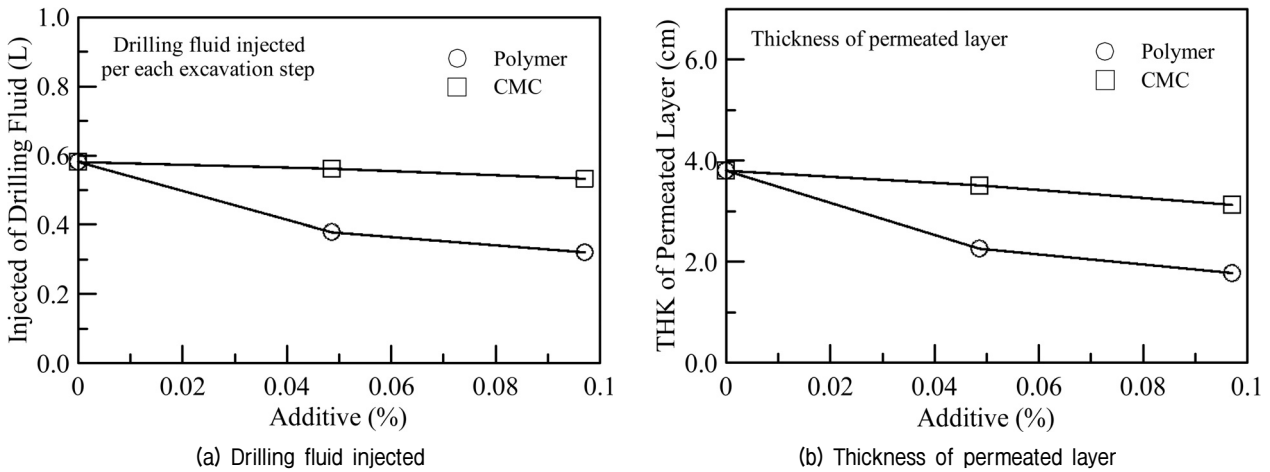 Drilling fluid injected
per each excavation step
Polymer
CMC
Injected of Drilling Fluid (L)
1.0
0.8
0.6
0.4
0.2
0.0
0
0.02
0.04
0.06
0.08
0.1
Additive (%)
(a) Drilling fluid injected
Thickness of permeated layer
Polymer
CMC
THK of Permeated Layer (cm)
6.0
4.0
2.0
0.0
0
0.02
0.04
0.06
0.08
0.1
Additive (%)
(b) Thickness of permeated layer